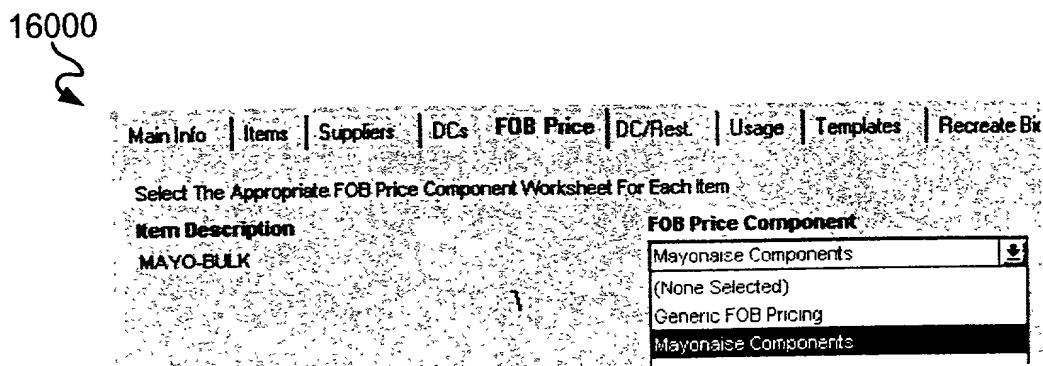 16000
Main Info | Items | Suppliers | DCs | FOB Price | DC/Rest. | Usage | Templates | Recreate
Select The Appropriate FOB Price Component Worksheet For Each Item
Item Description FOB Price Component
MAYO-BULK Mayonaise Components
(None Selected)
Generic FOB Pricing
Mayonaise Components